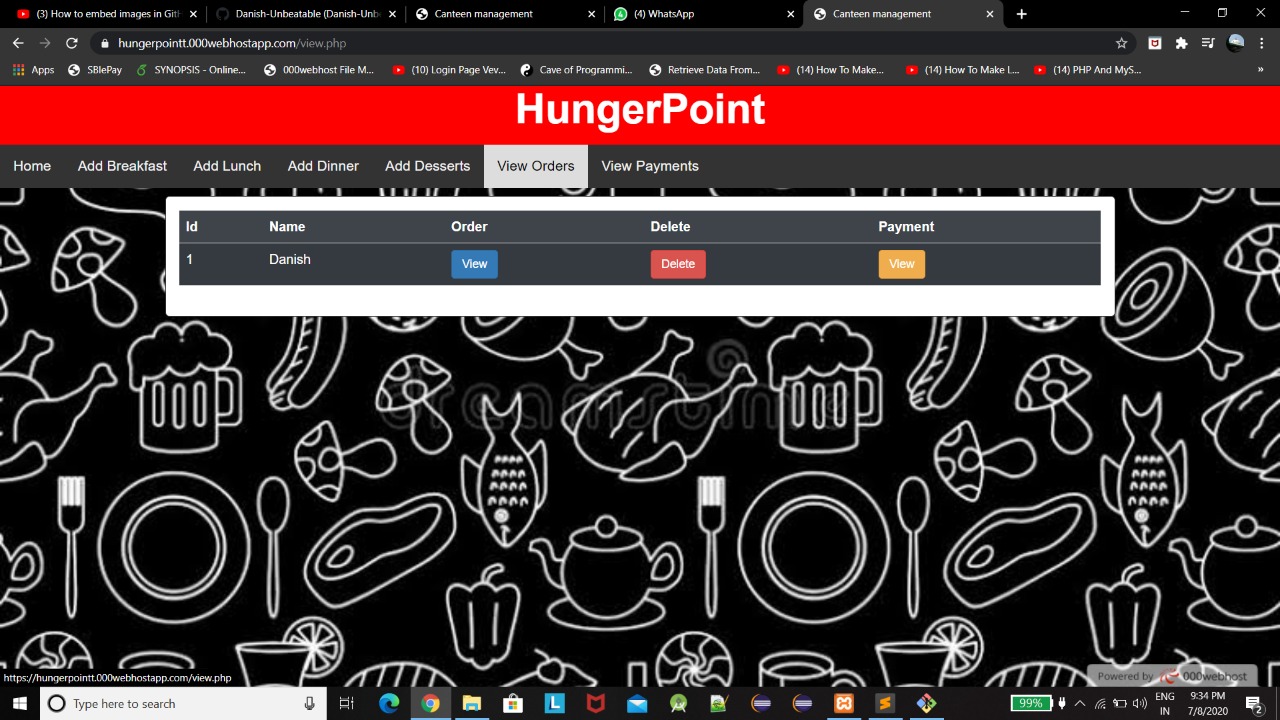 (3) How to embed images in Gith
Danish-Unbeatable (Danish-Unbe
Canteen management
(4) WhatsApp
Canteen management
hungerpointt.000webhostapp.com/view.php
Apps
SBlePay
SYNOPSIS - Online...
000webhost File M...
(10) Login Page Vev...
Cave of Programmi...
Retrieve Data From...
(14) How To Make...
(14) How To Make L...
(14) PHP And MyS...
»
HungerPoint
Home
Add Breakfast
Add Lunch
Add Dinner
Add Desserts
View Orders
View Payments
Id Name Order Delete Payment
1 Danish View Delete View
dreamstime
Powered by 000webhost
https://hungerpointt.000webhostapp.com/view.php
Type here to search
99%
ENG
IN
9:34 PM
7/8/2020
2